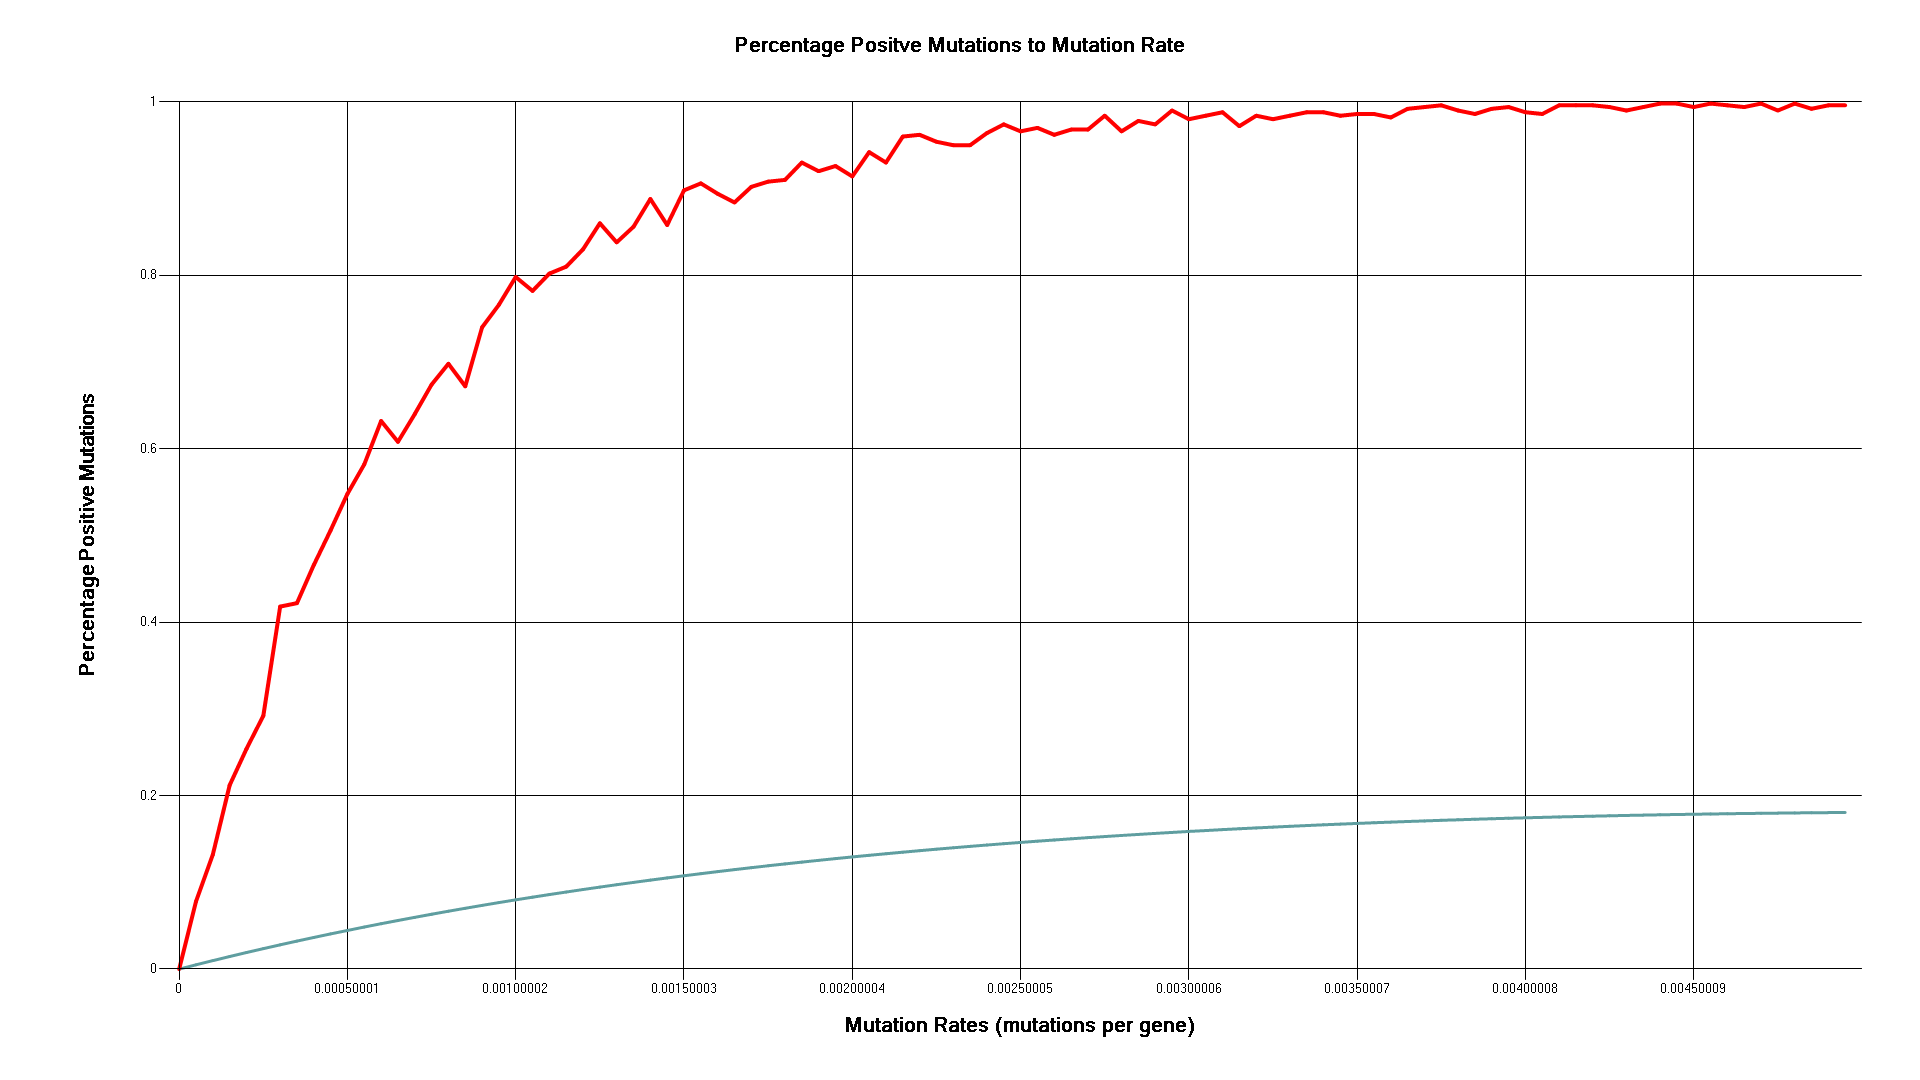 Percentage Positve Mutations to Mutation Rate
1
0.8
0.6
0.4
0.2
0
Percentage Positive Mutations
0 0.00050001 0.00100002 0.00150003 0.00200004 0.00250005 0.00300006 0.00350007 0.00400008 0.00450009
Mutation Rates (mutations per gene)